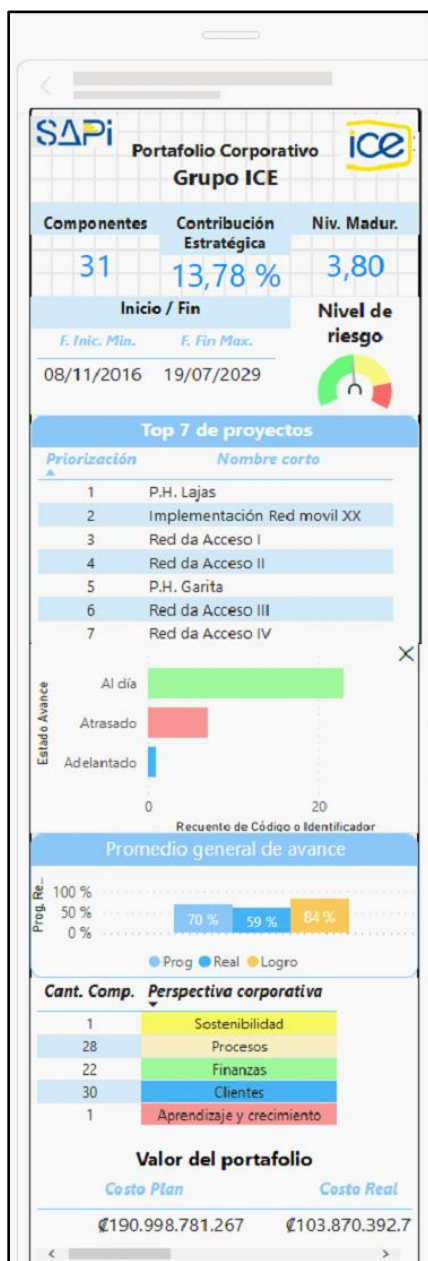 SAPi
ice
Portafolio Corporativo
Grupo ICE
Componentes
31
Contribución
Estratégica
13,78 %
Niv. Madur.
3,80
Inicio / Fin
F. Inic. Min. F. Fin Max.
08/11/2016 19/07/2029
Nivel de
riesgo
Top 7 de proyectos
Priorización Nombre corto
1 P.H. Lajas
2 Implementación Red movil XX
3 Red da Acceso I
4 Red da Acceso II
5 P.H. Garita
6 Red da Acceso III
7 Red da Acceso IV
Estado Avance
Al día
Atrasado
Adelantado
0 20
Recuento de Código o Identificador
Promedio general de avance
Prog, Re...
100 %
50 %
0 %
70 % 59 % 84 %
Prog Real Logro
Cant. Comp. Perspectiva corporativa
1 Sostenibilidad
28 Procesos
22 Finanzas
30 Clientes
1 Aprendizaje y crecimiento
Valor del portafolio
Costo Plan Costo Real
₡190.998.781.267 ₡103.870.392.7